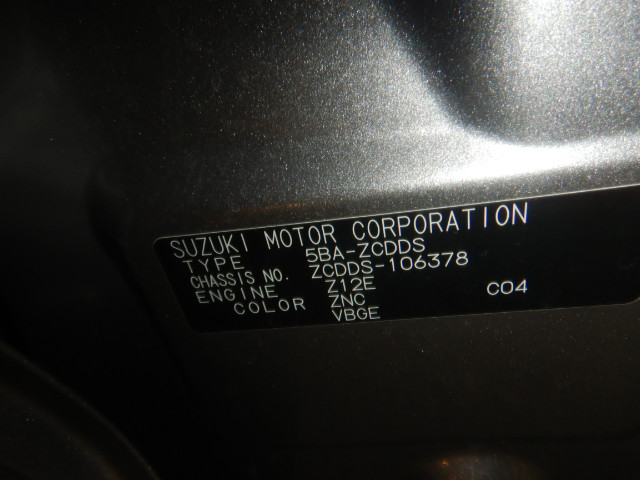 SUZUKI MOTOR CORPORATION
TYPE 5BA-ZCDDS
CHASSIS NO. ZCDDS-106378
ENGINE Z12E
COLOR ZNC C04
VBGE